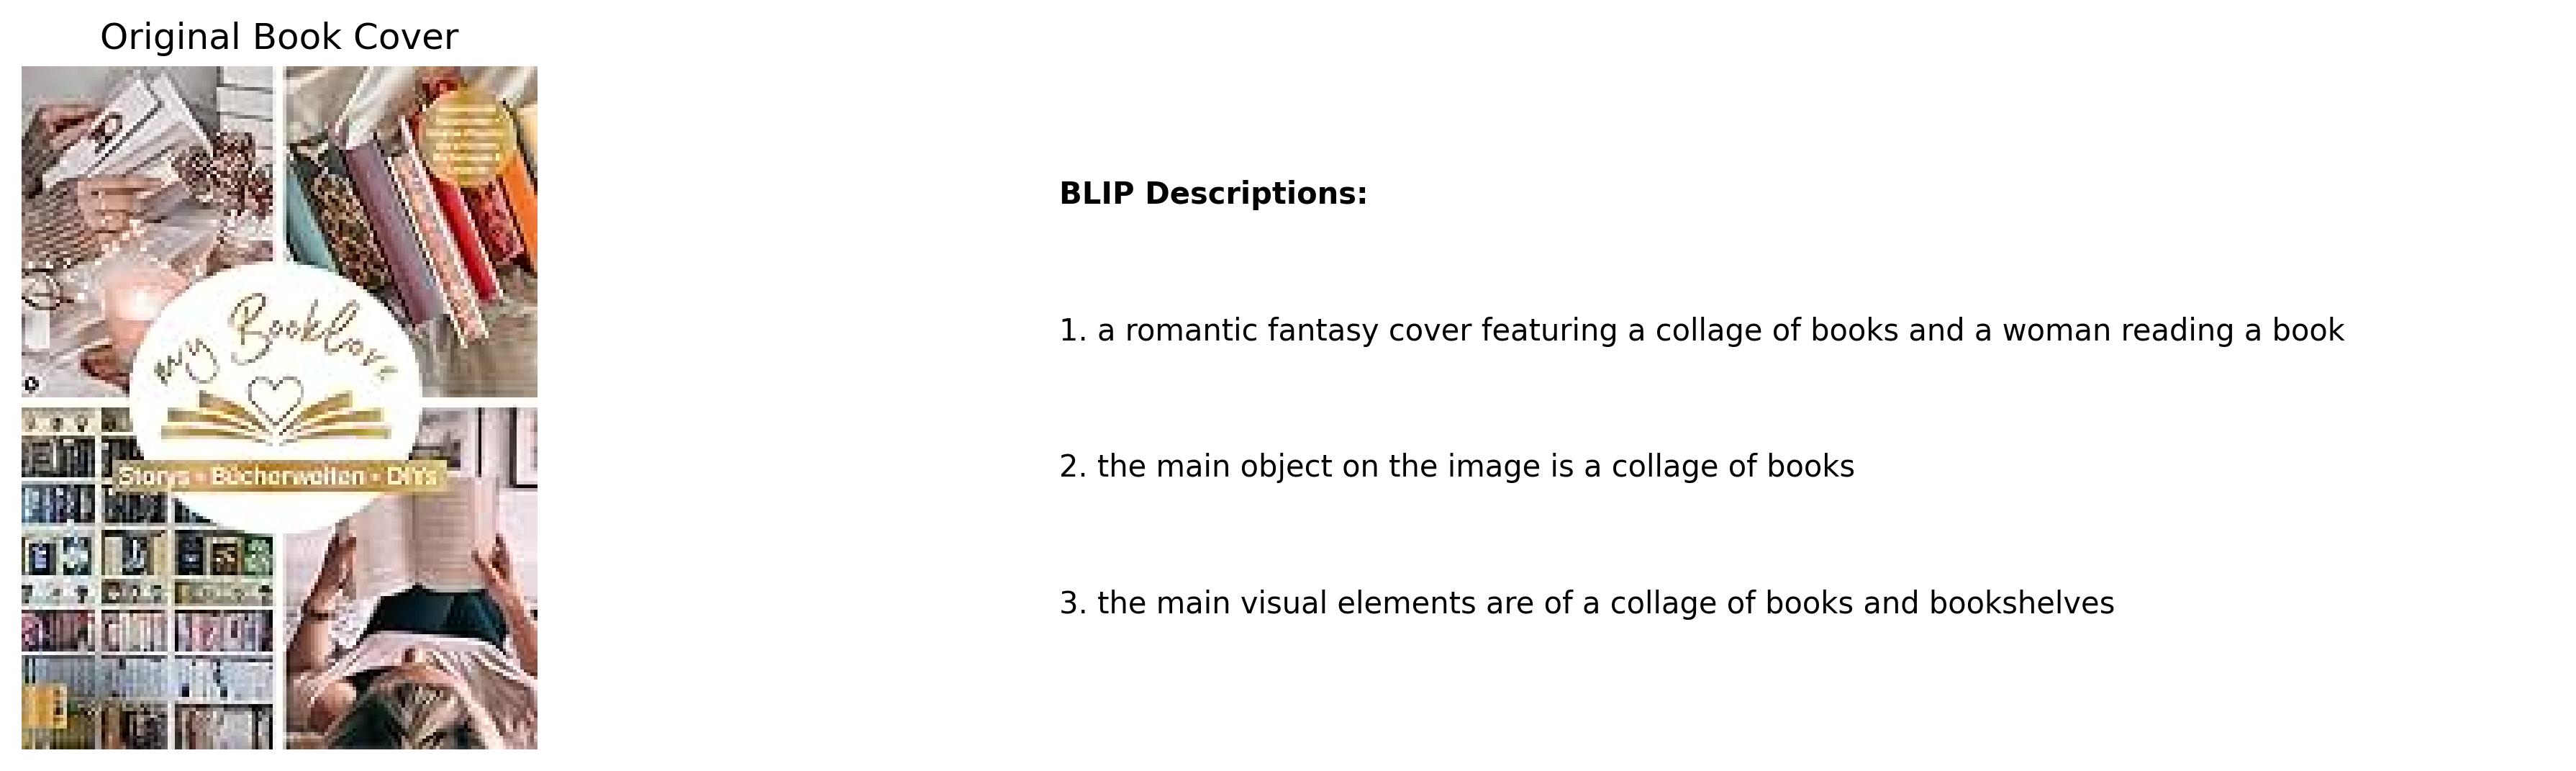 Original Book Cover
my Booklove
Storys • Bücherwelten • DIYs
BLIP Descriptions:
1. a romantic fantasy cover featuring a collage of books and a woman reading a book
2. the main object on the image is a collage of books
3. the main visual elements are of a collage of books and bookshelves